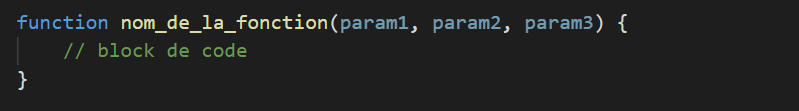 function nom_de_la_fonction(param1, param2, param3) {
    // block de code
}